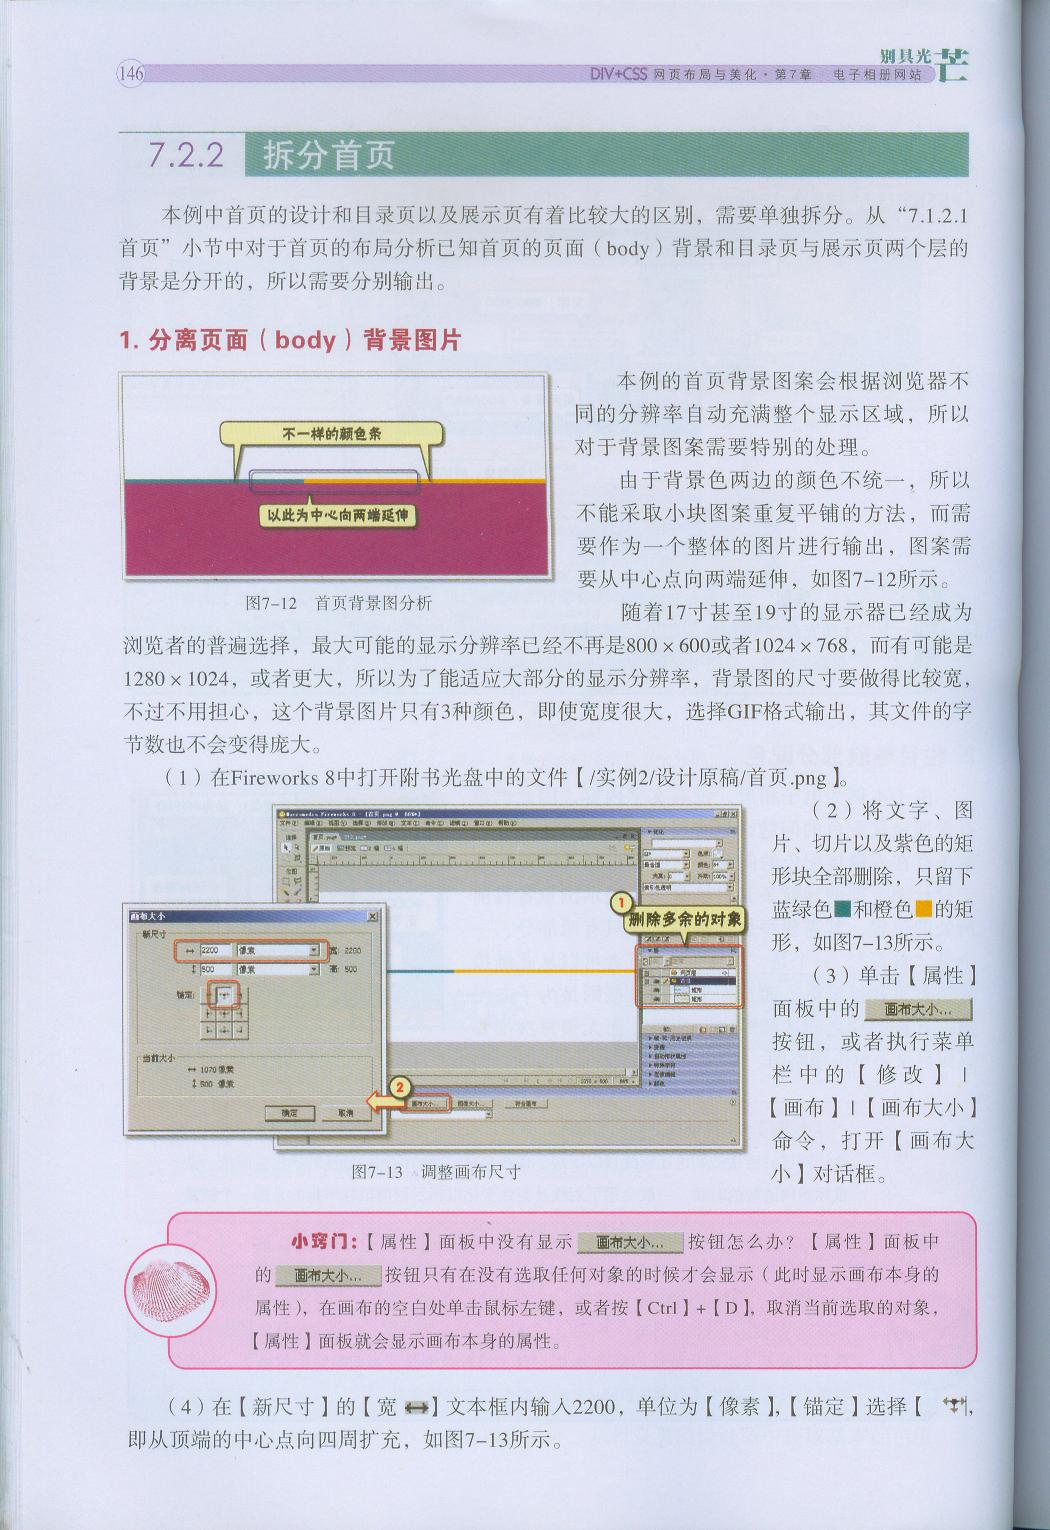 146
别具光芒
DIV+CSS 网页布局与美化·第7章 电子相册网站
7.2.2 拆分首页
本例中首页的设计和目录页以及展示页有着比较大的区别，需要单独拆分。从“7.1.2.1
首页”小节中对于首页的布局分析已知首页的页面（body）背景和目录页与展示页两个层的
背景是分开的，所以需要分别输出。
1. 分离页面（body）背景图片
不一样的颜色条
以此为中心向两端延伸
图7-12 首页背景图分析
本例的首页背景图案会根据浏览器不
同的分辨率自动充满整个显示区域，所以
对于背景图案需要特别的处理。
由于背景色两边的颜色不统一，所以
不能采取小块图案重复平铺的方法，而需
要作为一个整体的图片进行输出，图案需
要从中心点向两端延伸，如图7-12所示。
随着17寸甚至19寸的显示器已经成为
浏览者的普遍选择，最大可能的显示分辨率已经不再是800×600或者1024×768，而有可能是
1280×1024，或者更大，所以为了能适应大部分的显示分辨率，背景图的尺寸要做得比较宽，
不过不用担心，这个背景图片只有3种颜色，即使宽度很大，选择GIF格式输出，其文件的字
节数也不会变得庞大。
（1）在Fireworks 8中打开附书光盘中的文件【/实例2/设计原稿/首页.png】。
1
删除多余的对象
画布大小
新尺寸
2200 像素 宽: 2200
500 像素 高: 500
锚定:
当前大小
1070 像素
500 像素
确定 取消
2
画布大小...
图7-13 调整画布尺寸
（2）将文字、图
片、切片以及紫色的矩
形块全部删除，只留下
蓝绿色和橙色的矩
形，如图7-13所示。
（3）单击【属性】
面板中的 画布大小...
按钮，或者执行菜单
栏中的【修改】|
【画布】|【画布大小】
命令，打开【画布大
小】对话框。
小窍门：【属性】面板中没有显示 画布大小... 按钮怎么办？【属性】面板中
的 画布大小... 按钮只有在没有选取任何对象的时候才会显示（此时显示画布本身的
属性），在画布的空白处单击鼠标左键，或者按【Ctrl】+【D】，取消当前选取的对象，
【属性】面板就会显示画布本身的属性。
（4）在【新尺寸】的【宽】文本框内输入2200，单位为【像素】，【锚定】选择【，
即从顶端的中心点向四周扩充，如图7-13所示。